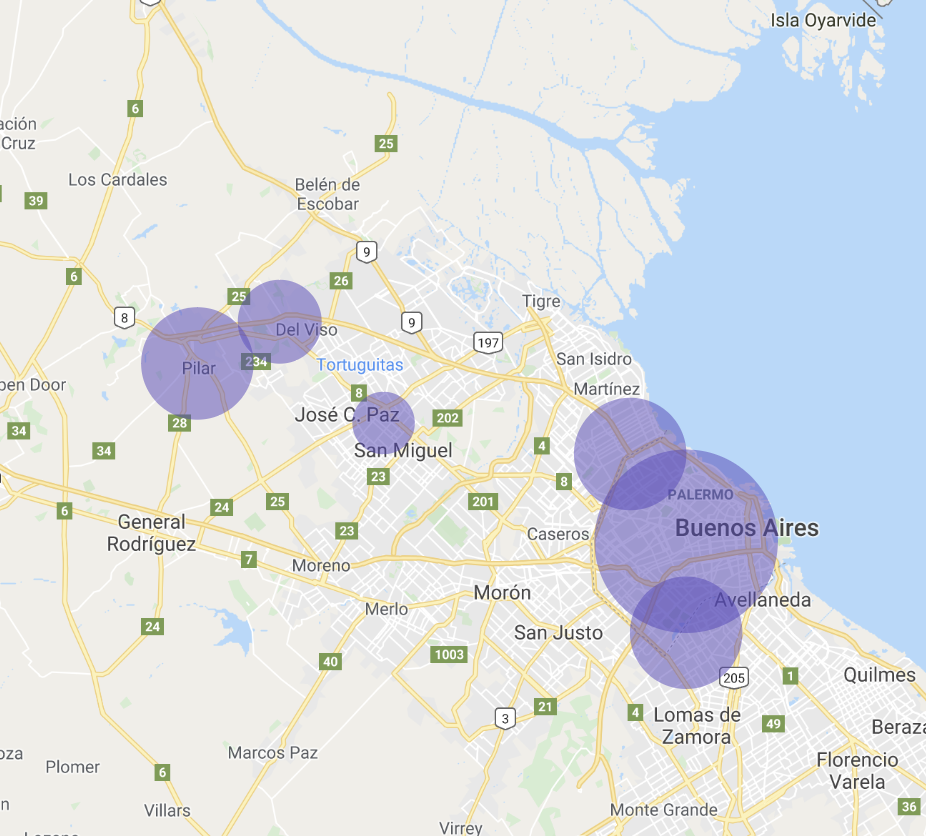 Isla Oyarvide
6
25
ación
Cruz
Los Cardales
Belén de
Escobar
39
9
6
26
25
Tigre
8
9
197
Del Viso
234
Pilar
Tortuguitas
San Isidro
pen Door
Martínez
8
José C. Paz
202
28
34
34
4
San Miguel
23
8
201
PALERMO
6
24
25
General
Rodríguez
23
Caseros
Buenos Aires
7
Moreno
Morón
Avellaneda
Merlo
24
San Justo
1003
40
205
1
Quilmes
21
3
4
Lomas de
Zamora
49
Beraza
oza
Plomer
Marcos Paz
Florencio
Varela
6
n
Villars
Monte Grande
36
Virrey
Lozano